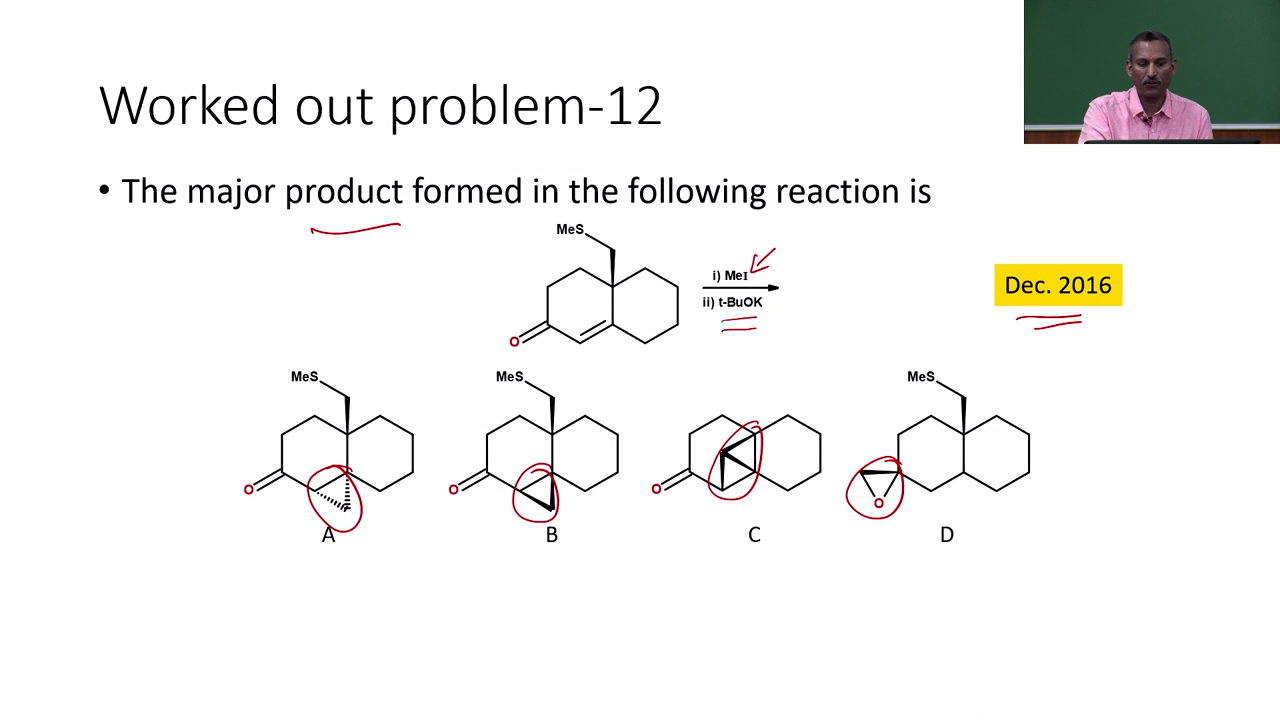 Worked out problem-12
• The major product formed in the following reaction is
MeS
i) MeI
ii) t-BuOK
O
Dec. 2016
MeS
MeS
MeS
O
O
O
O
A
B
C
D